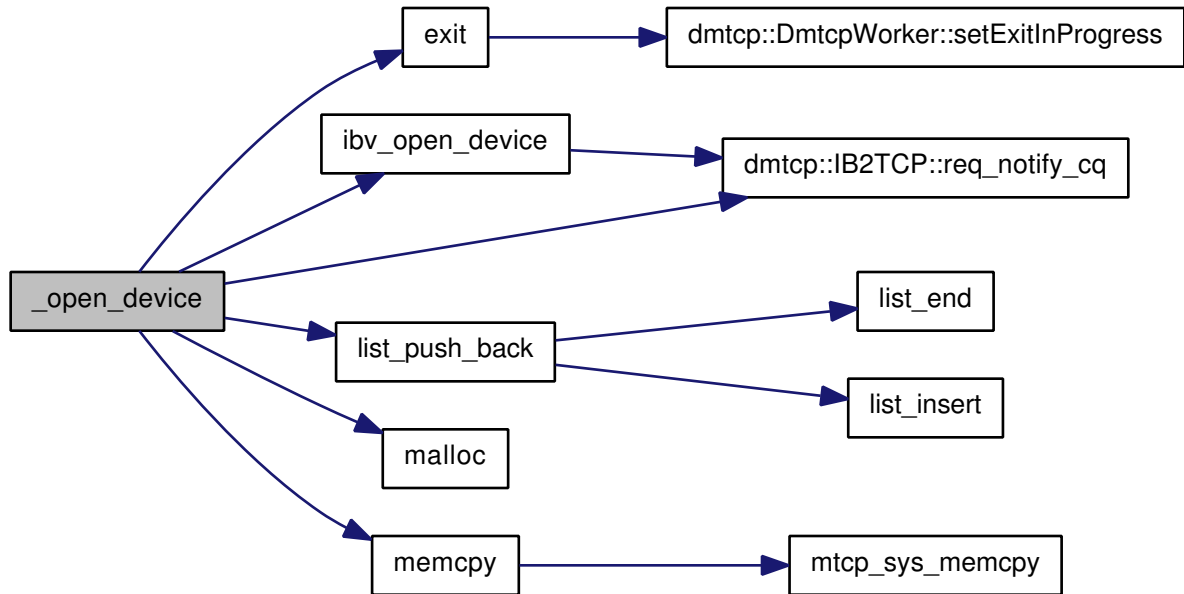 exit
dmtcp::DmtcpWorker::setExitInProgress
ibv_open_device
dmtcp::IB2TCP::req_notify_cq
_open_device
list_push_back
list_end
list_insert
malloc
memcpy
mtcp_sys_memcpy